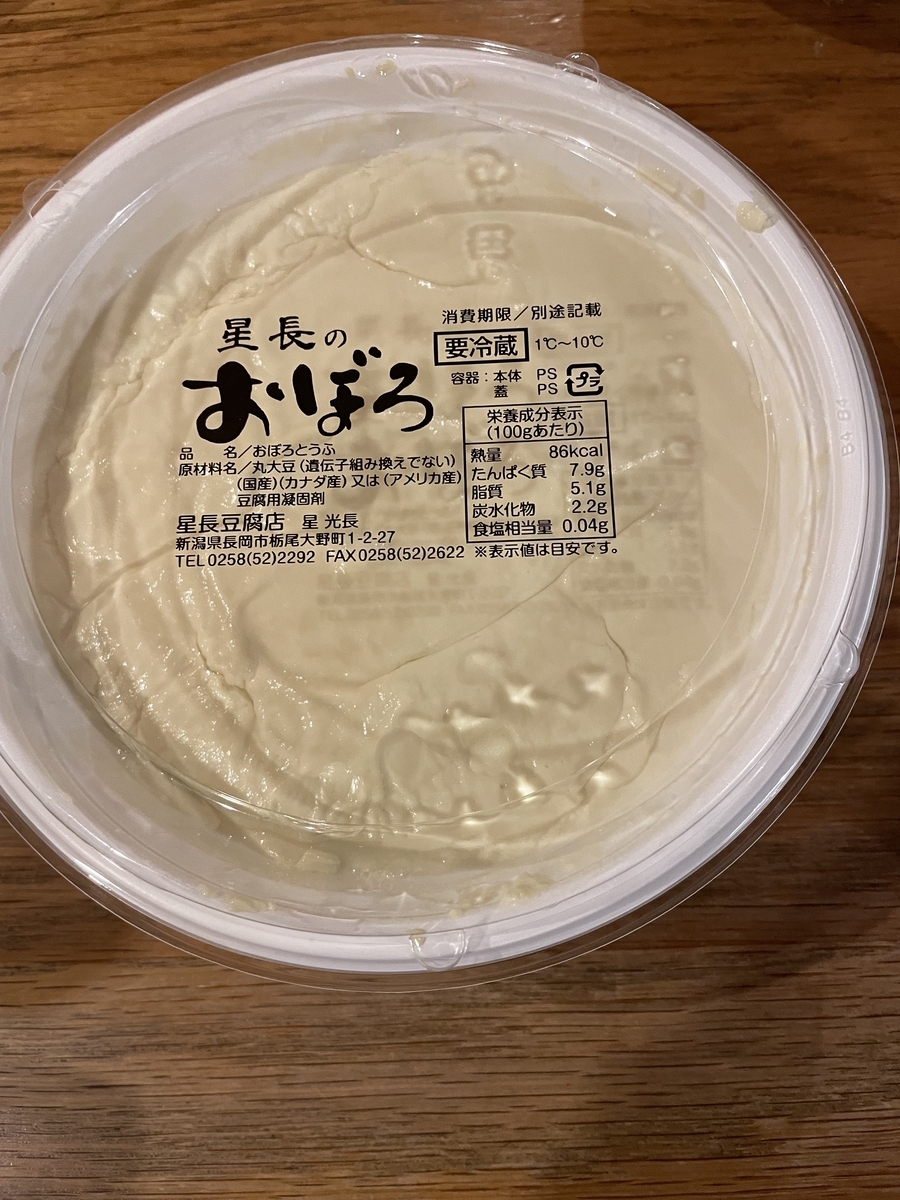 星長の
おぼろ
消費期限／別途記載
要冷蔵 1℃〜10℃
容器：本体 PS
蓋 PS
プラ
栄養成分表示
(100gあたり)
熱量 86kcal
たんぱく質 7.9g
脂質 5.1g
炭水化物 2.2g
食塩相当量 0.04g
※表示値は目安です。
品 名／おぼろとうふ
原材料名／丸大豆(遺伝子組み換えでない)
(国産)(カナダ産)又は(アメリカ産)
豆腐用凝固剤
星長豆腐店 星 光長
新潟県長岡市栃尾大野町1-2-27
TEL0258(52)2292 FAX0258(52)2622